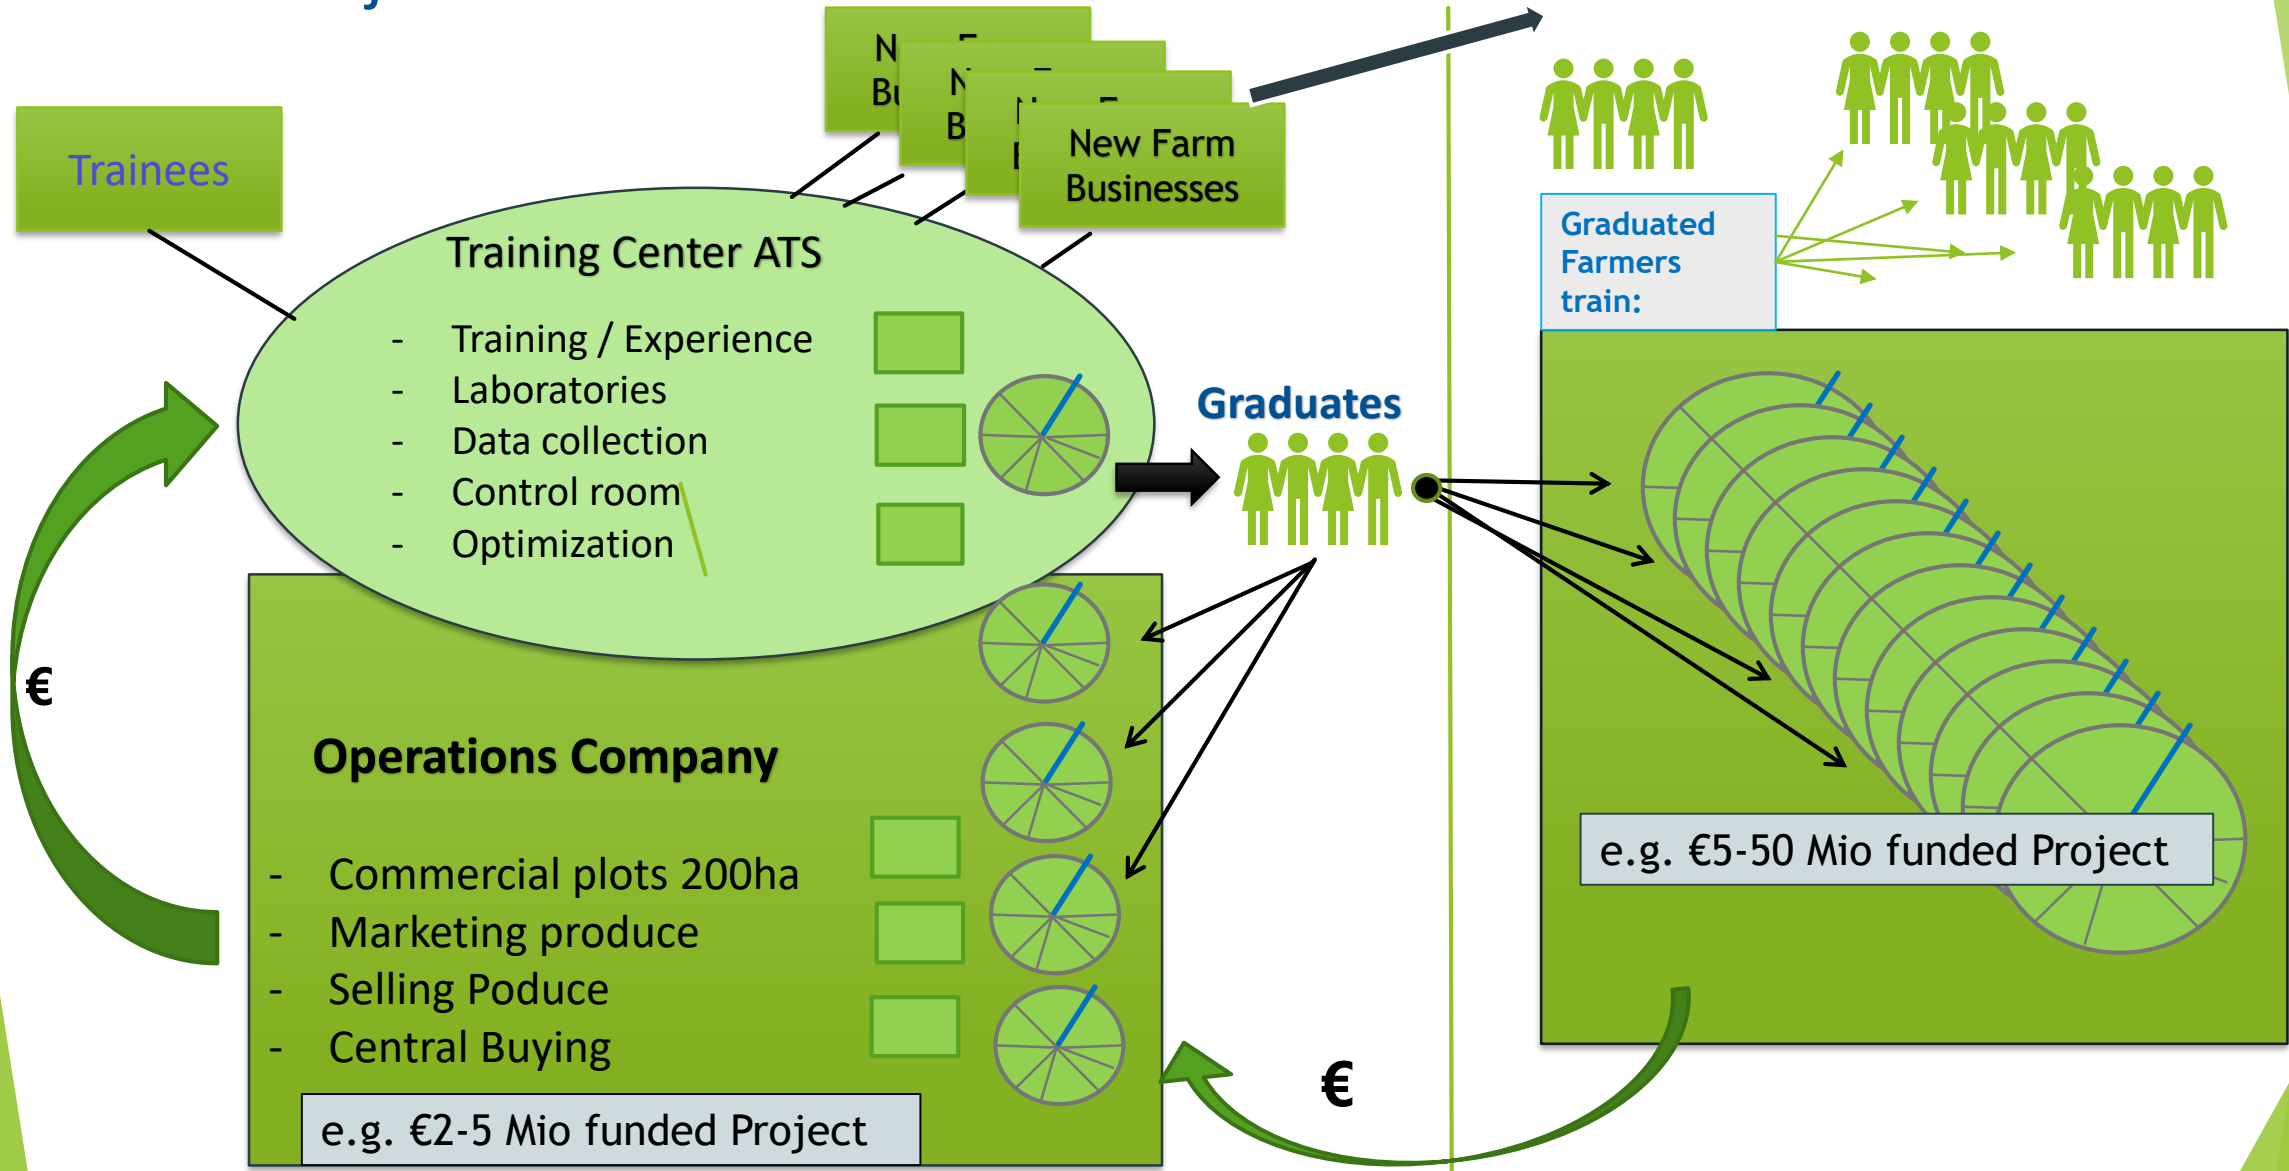 Trainees
New Farm
Businesses
Training Center ATS
- Training / Experience
- Laboratories
- Data collection
- Control room
- Optimization
Graduates
Graduated
Farmers
train:
€
Operations Company
- Commercial plots 200ha
- Marketing produce
- Selling Poduce
- Central Buying
e.g. €2-5 Mio funded Project
€
e.g. €5-50 Mio funded Project